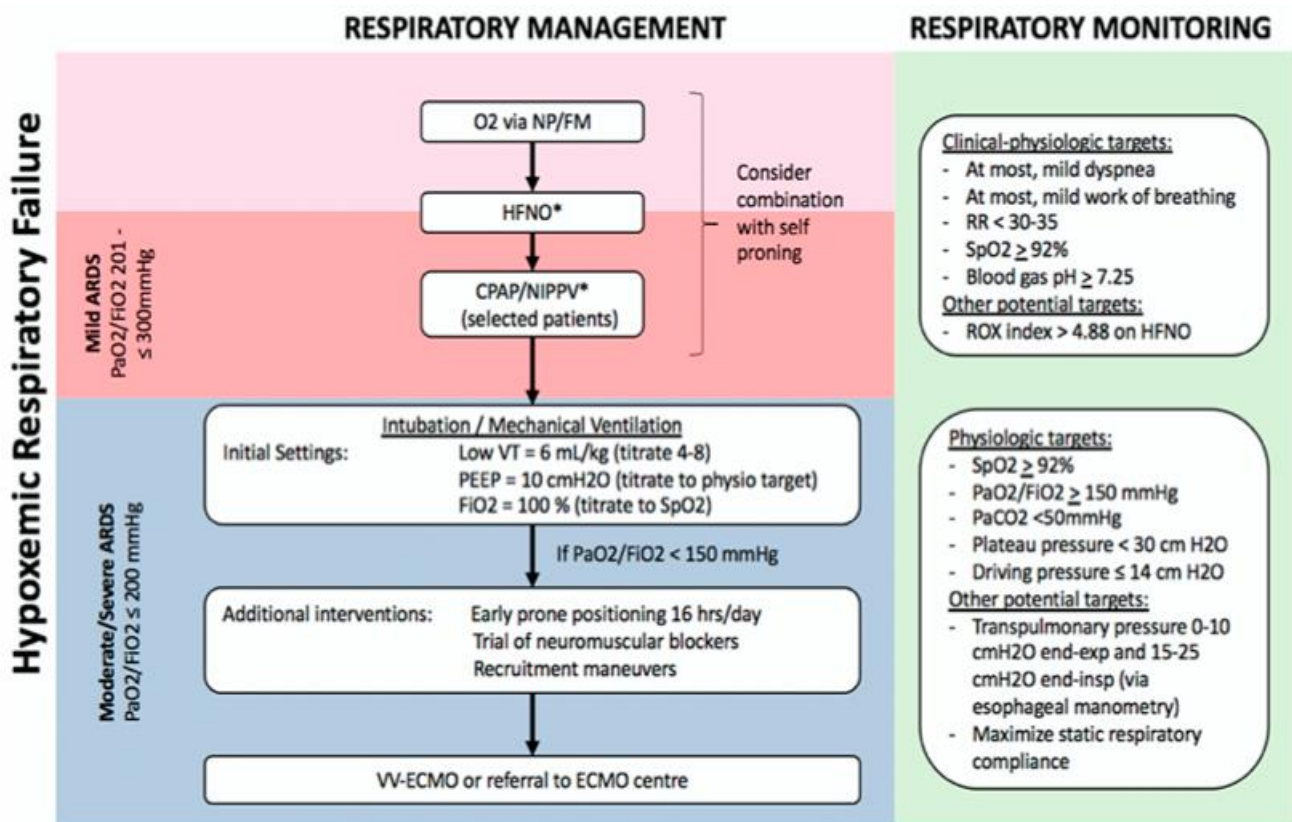 RESPIRATORY MANAGEMENT
RESPIRATORY MONITORING
Hypoxemic Respiratory Failure
O2 via NP/FM
HFNO*
CPAP/NIPPV*
(selected patients)
Consider
combination
with self
proning
Mild ARDS
PaO2/FiO2 201 -
≤ 300mmHg
Clinical-physiologic targets:
- At most, mild dyspnea
- At most, mild work of breathing
- RR < 30-35
- SpO2 ≥ 92%
- Blood gas pH ≥ 7.25
Other potential targets:
- ROX index > 4.88 on HFNO
Moderate/Severe ARDS
PaO2/FiO2 ≤ 200 mmHg
Intubation / Mechanical Ventilation
Initial Settings: Low VT = 6 mL/kg (titrate 4-8)
PEEP = 10 cmH2O (titrate to physio target)
FiO2 = 100 % (titrate to SpO2)
If PaO2/FiO2 < 150 mmHg
Additional interventions: Early prone positioning 16 hrs/day
Trial of neuromuscular blockers
Recruitment maneuvers
VV-ECMO or referral to ECMO centre
Physiologic targets:
- SpO2 ≥ 92%
- PaO2/FiO2 ≥ 150 mmHg
- PaCO2 <50mmHg
- Plateau pressure < 30 cm H2O
- Driving pressure ≤ 14 cm H2O
Other potential targets:
- Transpulmonary pressure 0-10
cmH2O end-exp and 15-25
cmH2O end-insp (via
esophageal manometry)
- Maximize static respiratory
compliance